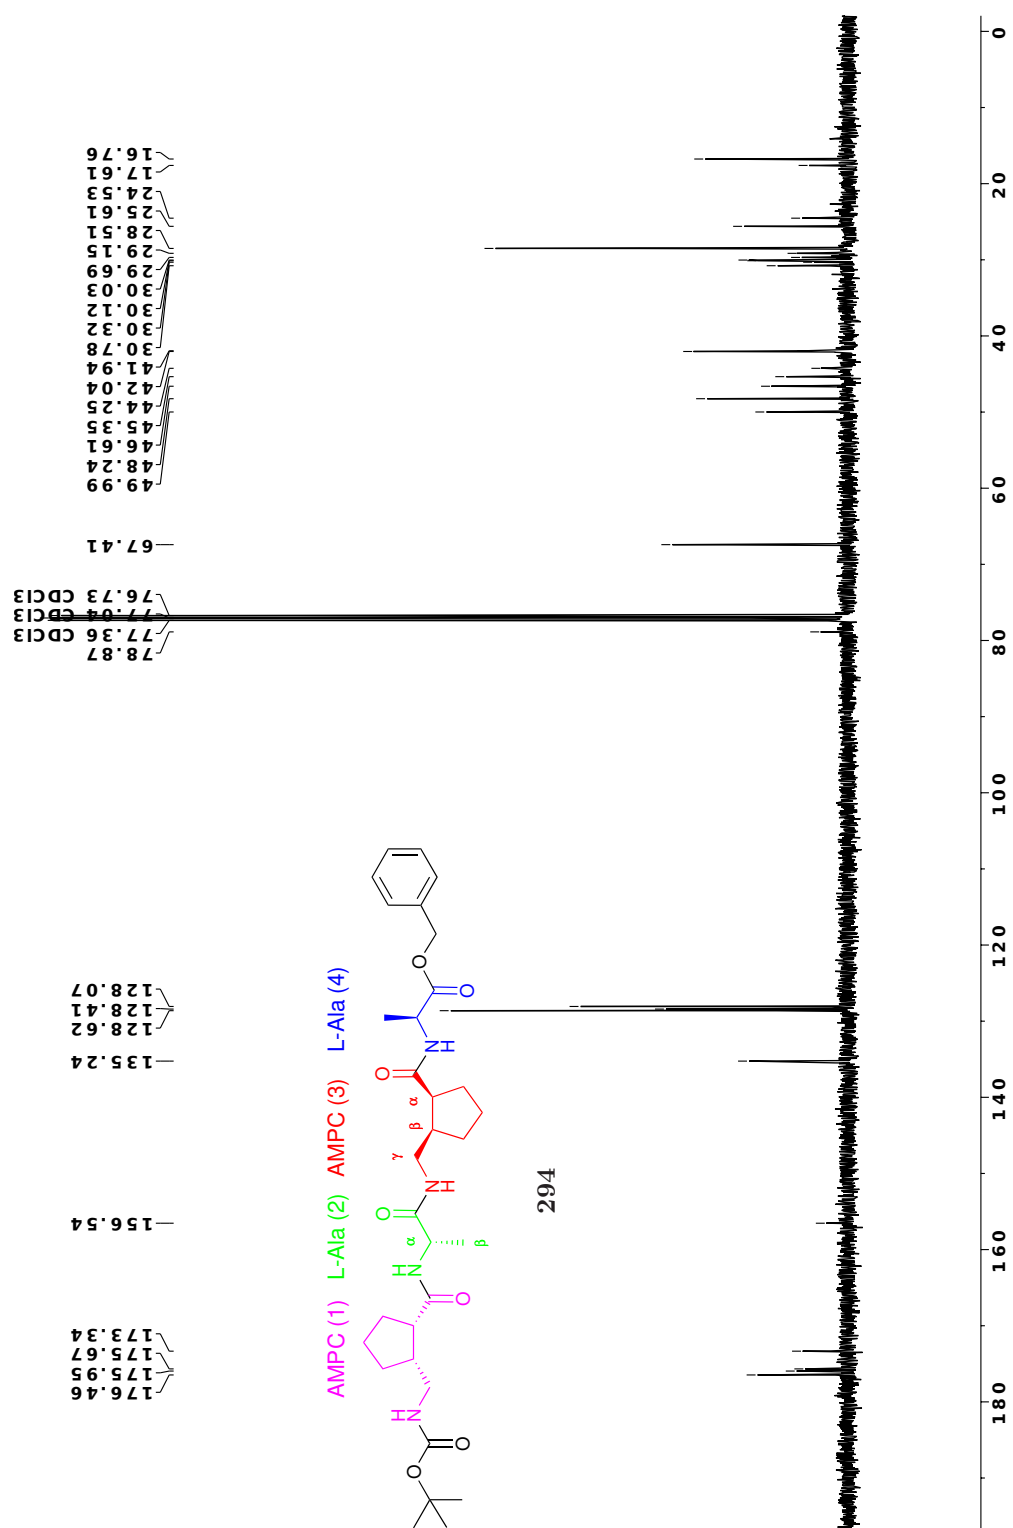 16.76
17.61
24.53
25.61
28.51
29.15
29.69
30.03
30.12
30.32
30.78
41.94
42.04
44.25
45.35
46.61
48.24
49.99
67.41
76.73 CDCl3
77.04 CDCl3
77.36 CDCl3
78.87
128.07
128.41
128.62
135.24
156.54
173.34
175.67
175.95
176.46
AMPC (1) L-Ala (2) AMPC (3) L-Ala (4)
O
O
NH
O
HN
α
β
O
NH
γ
β
α
O
NH
O
O
294
0
20
40
60
80
100
120
140
160
180